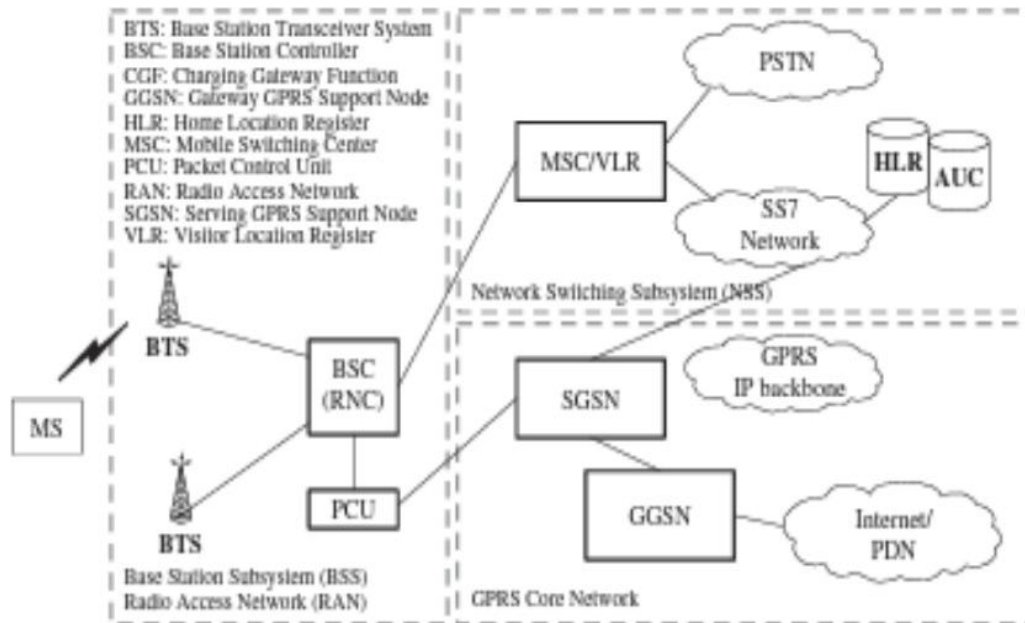 BTS: Base Station Transceiver System
BSC: Base Station Controller
CGF: Charging Gateway Function
GGSN: Gateway GPRS Support Node
HLR: Home Location Register
MSC: Mobile Switching Center
PCU: Packet Control Unit
RAN: Radio Access Network
SGSN: Serving GPRS Support Node
VLR: Visitor Location Register
BTS
MS
BSC
(RNC)
PCU
BTS
Base Station Subsystem (BSS)
Radio Access Network (RAN)
PSTN
MSC/VLR
HLR
AUC
SS7
Network
Network Switching Subsystem (NSS)
SGSN
GPRS
IP backbone
GGSN
Internet/
PDN
GPRS Core Network